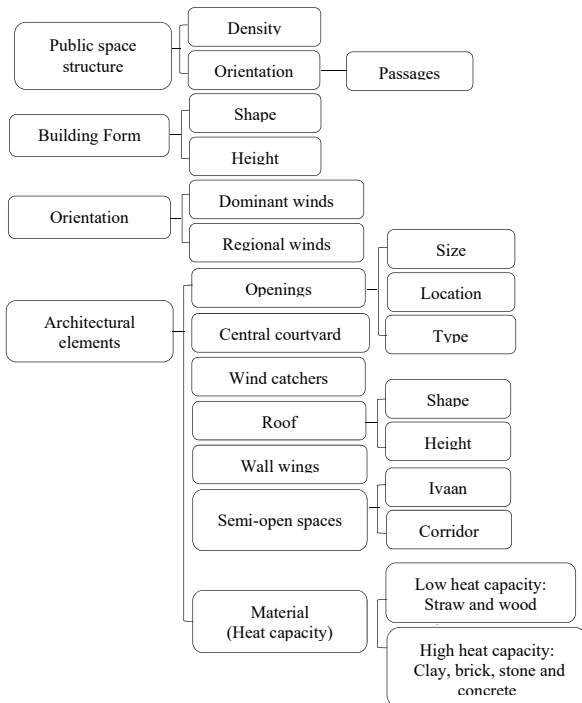 Public space
structure
Density
Orientation
Passages
Building Form
Shape
Height
Orientation
Dominant winds
Regional winds
Architectural
elements
Openings
Size
Location
Type
Central courtyard
Wind catchers
Roof
Shape
Height
Wall wings
Semi-open spaces
Ivaan
Corridor
Material
(Heat capacity)
Low heat capacity:
Straw and wood
High heat capacity:
Clay, brick, stone and
concrete